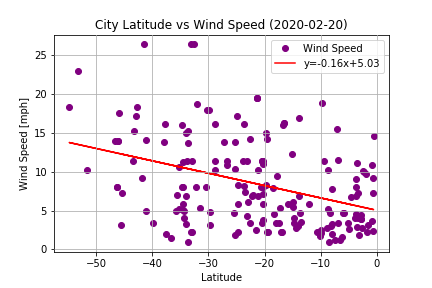 City Latitude vs Wind Speed (2020-02-20)
Wind Speed
y=-0.16x+5.03
25
20
15
10
5
0
Wind Speed [mph]
−50
−40
−30
−20
−10
0
Latitude